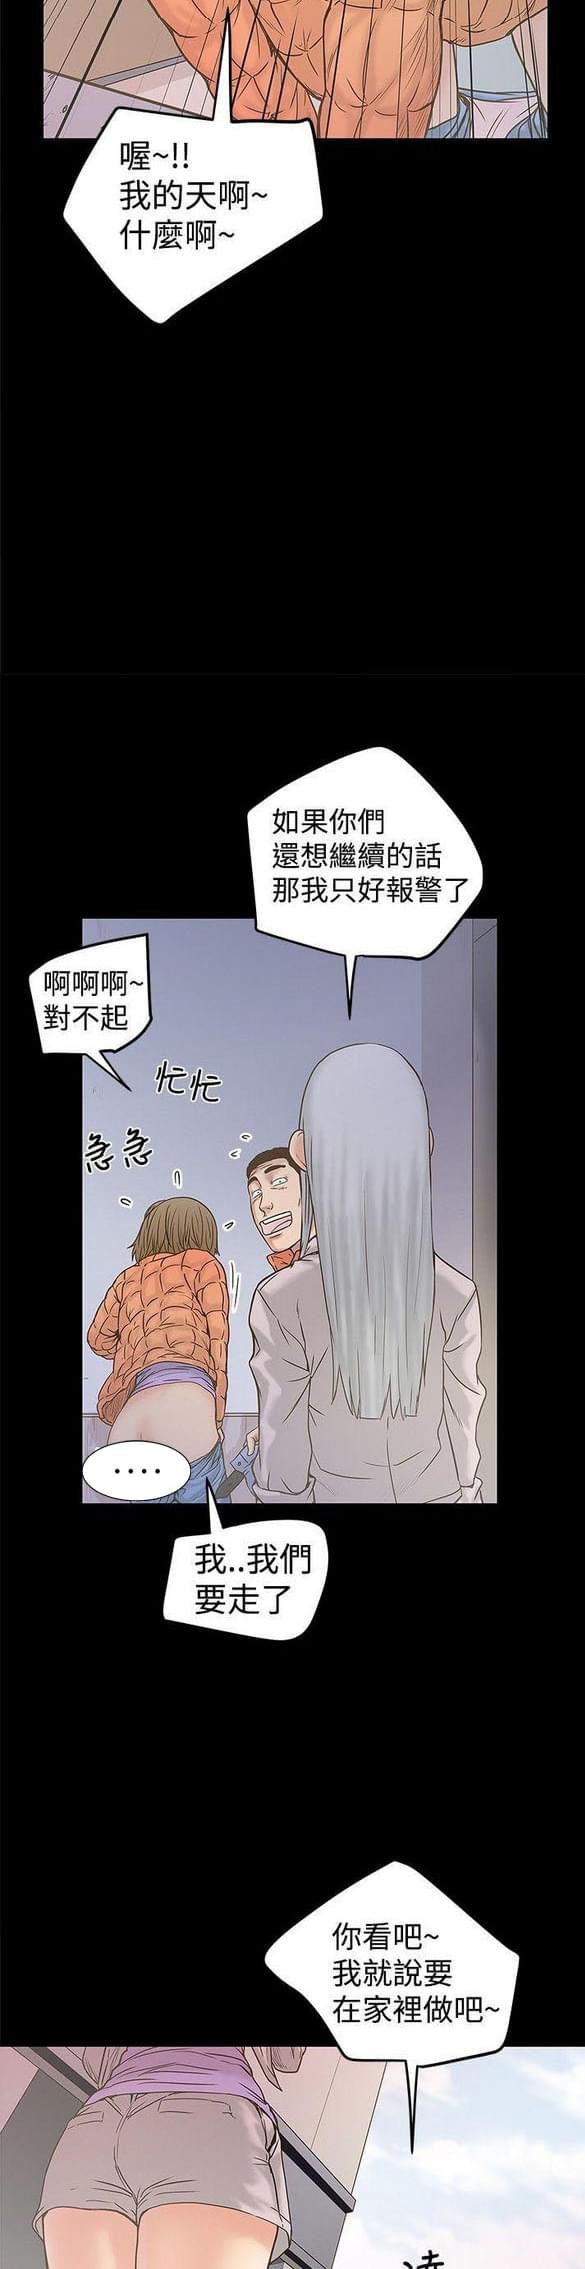 喔~!!
我的天啊~
什麼啊~
如果你們
還想繼續的話
那我只好報警了
啊啊啊~
對不起
忙忙
急急
....
我..我們
要走了
你看吧~
我就說要
在家裡做吧~